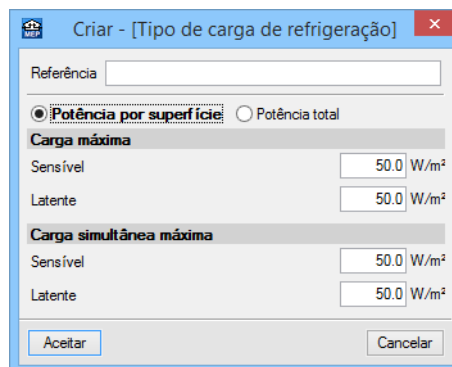 MEP
Criar - [Tipo de carga de refrigeração]
Referência
Potência por superfície Potência total
Carga máxima
Sensível 50.0 W/m²
Latente 50.0 W/m²
Carga simultânea máxima
Sensível 50.0 W/m²
Latente 50.0 W/m²
Aceitar Cancelar